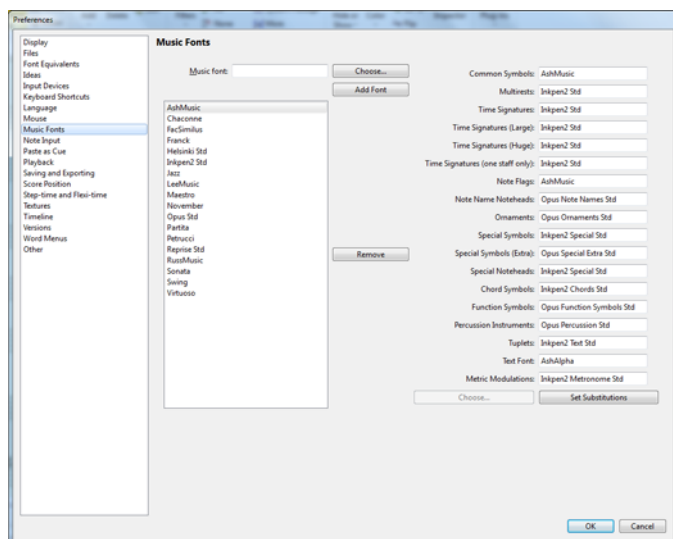 Preferences
Display
Files
Font Equivalents
Ideas
Input Devices
Keyboard Shortcuts
Language
Mouse
Music Fonts
Note Input
Paste as Cue
Playback
Saving and Exporting
Score Position
Step-time and Flexi-time
Textures
Timeline
Versions
Word Menus
Other
Music Fonts
Music font:
Choose...
Add Font
AshMusic
Chaconne
FacSimilus
Franck
Helsinki Std
Inkpen2 Std
Jazz
LeeMusic
Maestro
November
Opus Std
Partita
Petrucci
Reprise Std
RussMusic
Sonata
Swing
Virtuoso
Remove
Common Symbols: AshMusic
Multirests: Inkpen2 Std
Time Signatures: Inkpen2 Std
Time Signatures (Large): Inkpen2 Std
Time Signatures (Huge): Inkpen2 Std
Time Signatures (one staff only): Inkpen2 Std
Note Flags: AshMusic
Note Name Noteheads: Opus Note Names Std
Ornaments: Opus Ornaments Std
Special Symbols: Inkpen2 Special Std
Special Symbols (Extra): Opus Special Extra Std
Special Noteheads: Inkpen2 Special Std
Chord Symbols: Inkpen2 Chords Std
Function Symbols: Opus Function Symbols Std
Percussion Instruments: Opus Percussion Std
Tuplets: Inkpen2 Text Std
Text Font: AshAlpha
Metric Modulations: Inkpen2 Metronome Std
Choose...
Set Substitutions
OK
Cancel